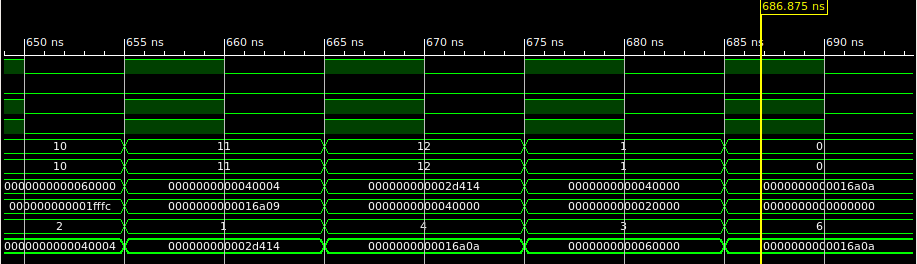 686.875 ns
650 ns 655 ns 660 ns 665 ns 670 ns 675 ns 680 ns 685 ns 690 ns
10 11 12 1 0
10 11 12 1 0
0000000000060000 0000000000040004 000000000002d414 0000000000040000 0000000000016a0a
000000000001fffc 0000000000016a09 0000000000040000 0000000000020000 0000000000000000
2 1 4 3 6
0000000000040004 000000000002d414 0000000000016a0a 0000000000060000 0000000000016a0a